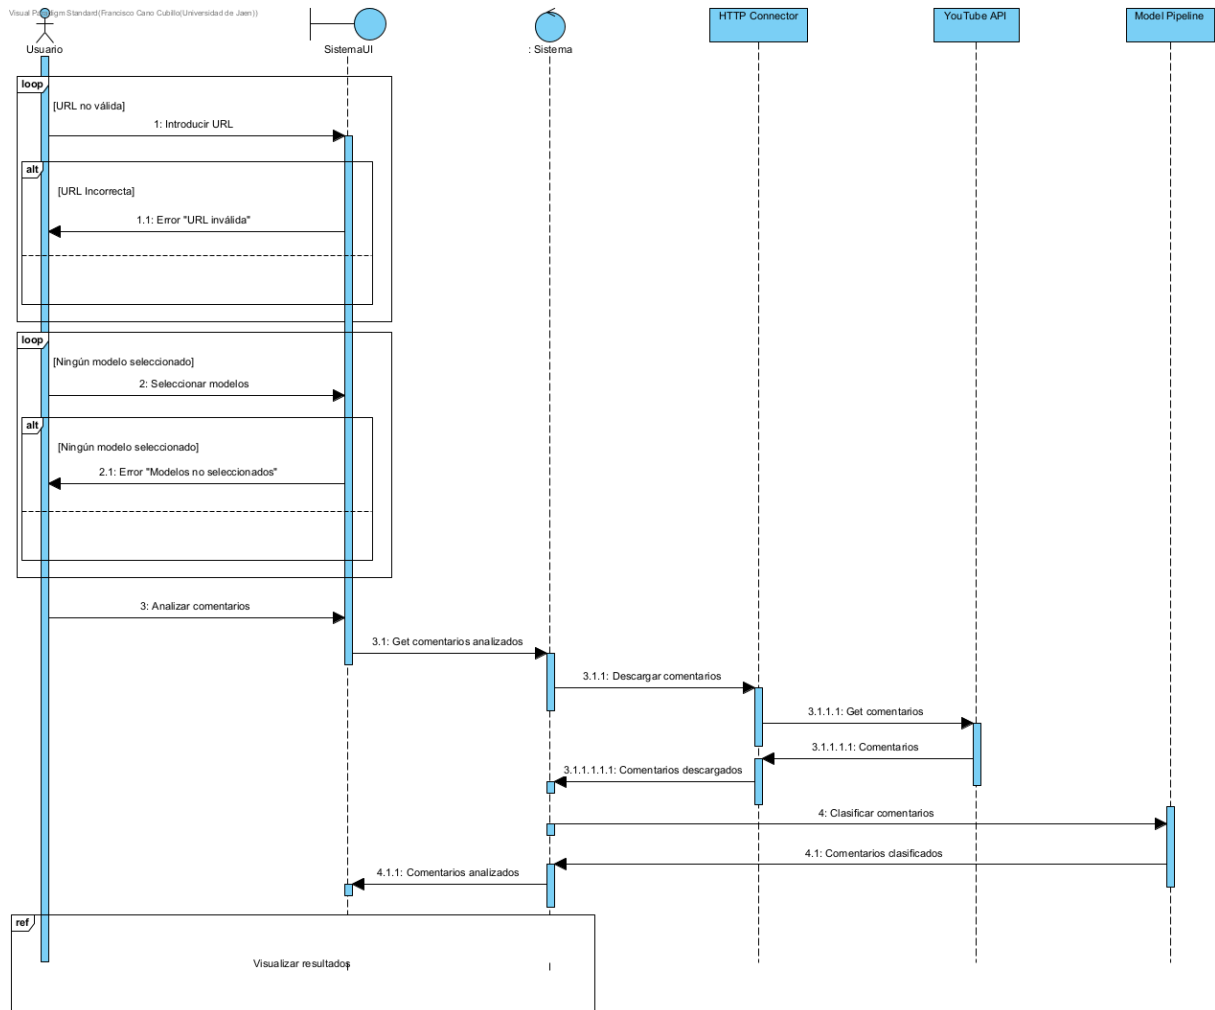 Visual Paradigm Standard(Francisco Cano Cubillo(Universidad de Jaen))
Usuario
SistemaUI
: Sistema
HTTP Connector
YouTube API
Model Pipeline
loop
[URL no válida]
1: Introducir URL
alt
[URL Incorrecta]
1.1: Error "URL inválida"
loop
[Ningún modelo seleccionado]
2: Seleccionar modelos
alt
[Ningún modelo seleccionado]
2.1: Error "Modelos no seleccionados"
3: Analizar comentarios
3.1: Get comentarios analizados
3.1.1: Descargar comentarios
3.1.1.1: Get comentarios
3.1.1.1.1: Comentarios
3.1.1.1.1.1: Comentarios descargados
4: Clasificar comentarios
4.1: Comentarios clasificados
4.1.1: Comentarios analizados
ref
Visualizar resultados